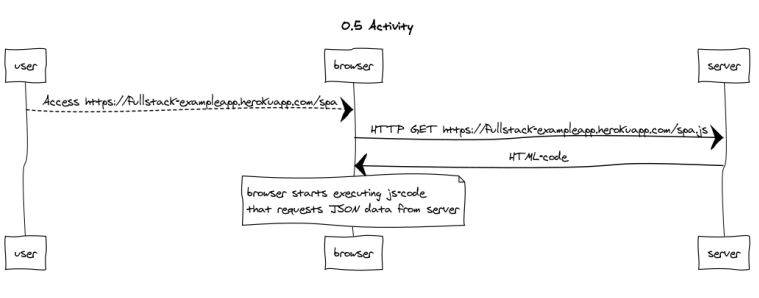 0.5 Activity
user
browser
server
Access https://fullstack-exampleapp.herokuapp.com/spa
HTTP GET https://fullstack-exampleapp.herokuapp.com/spa.js
HTML-code
browser starts executing js-code
that requests JSON data from server
user
browser
server